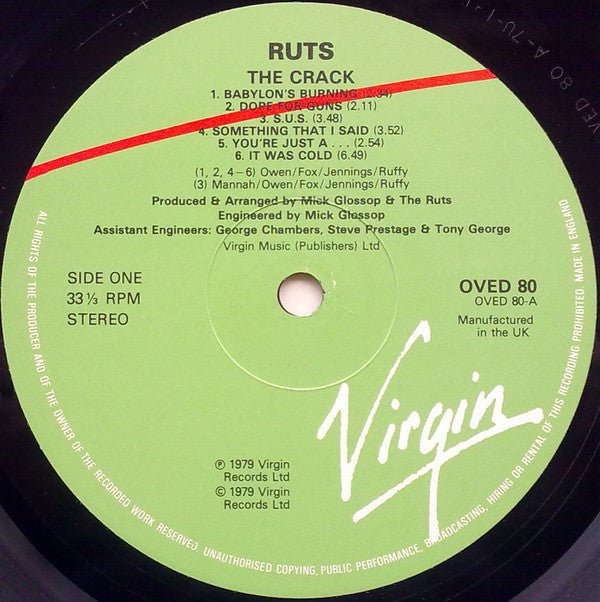 RUTS
THE CRACK
1. BABYLON'S BURNING (2.34)
2. DOPE FOR GUNS (2.11)
3. S.U.S. (3.48)
4. SOMETHING THAT I SAID (3.52)
5. YOU'RE JUST A . . . (2.54)
6. IT WAS COLD (6.49)
(1, 2, 4–6) Owen/Fox/Jennings/Ruffy
(3) Mannah/Owen/Fox/Jennings/Ruffy
Produced & Arranged by Mick Glossop & The Ruts
Engineered by Mick Glossop
Assistant Engineers: George Chambers, Steve Prestage & Tony George
Virgin Music (Publishers) Ltd
SIDE ONE
33⅓ RPM
STEREO
OVED 80
OVED 80-A
Manufactured
in the UK
Virgin
℗ 1979 Virgin
Records Ltd
© 1979 Virgin
Records Ltd
ALL RIGHTS OF THE PRODUCER AND OF THE OWNER OF THE RECORDED WORK RESERVED. UNAUTHORISED COPYING, PUBLIC PERFORMANCE, BROADCASTING, HIRING OR RENTAL OF THIS RECORDING PROHIBITED. MADE IN ENGLAND